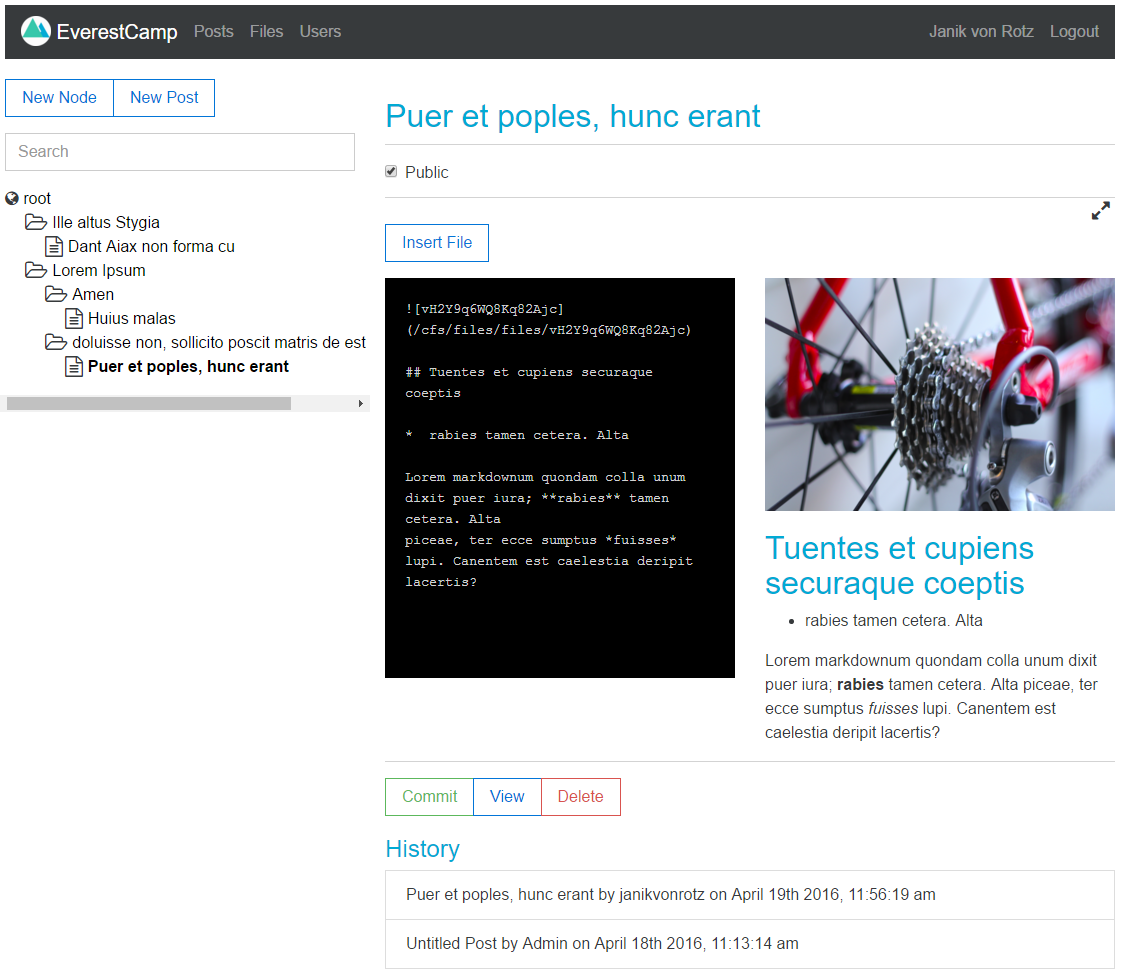 EverestCamp Posts Files Users Janik von Rotz Logout
New Node New Post
Search
root
Ille altus Stygia
Dant Aiax non forma cu
Lorem Ipsum
Amen
Huius malas
doluisse non, sollicito poscit matris de est
Puer et poples, hunc erant
Puer et poples, hunc erant
Public
Insert File
![vH2Y9q6WQ8Kq82Ajc]
(/cfs/files/files/vH2Y9q6WQ8Kq82Ajc)
## Tuentes et cupiens securaque
coeptis
*  rabies tamen cetera. Alta
Lorem markdownum quondam colla unum
dixit puer iura; **rabies** tamen
cetera. Alta
piceae, ter ecce sumptus *fuisses*
lupi. Canentem est caelestia deripit
lacertis?
Tuentes et cupiens
securaque coeptis
• rabies tamen cetera. Alta
Lorem markdownum quondam colla unum dixit
puer iura; rabies tamen cetera. Alta piceae, ter
ecce sumptus fuisses lupi. Canentem est
caelestia deripit lacertis?
Commit View Delete
History
Puer et poples, hunc erant by janikvonrotz on April 19th 2016, 11:56:19 am
Untitled Post by Admin on April 18th 2016, 11:13:14 am